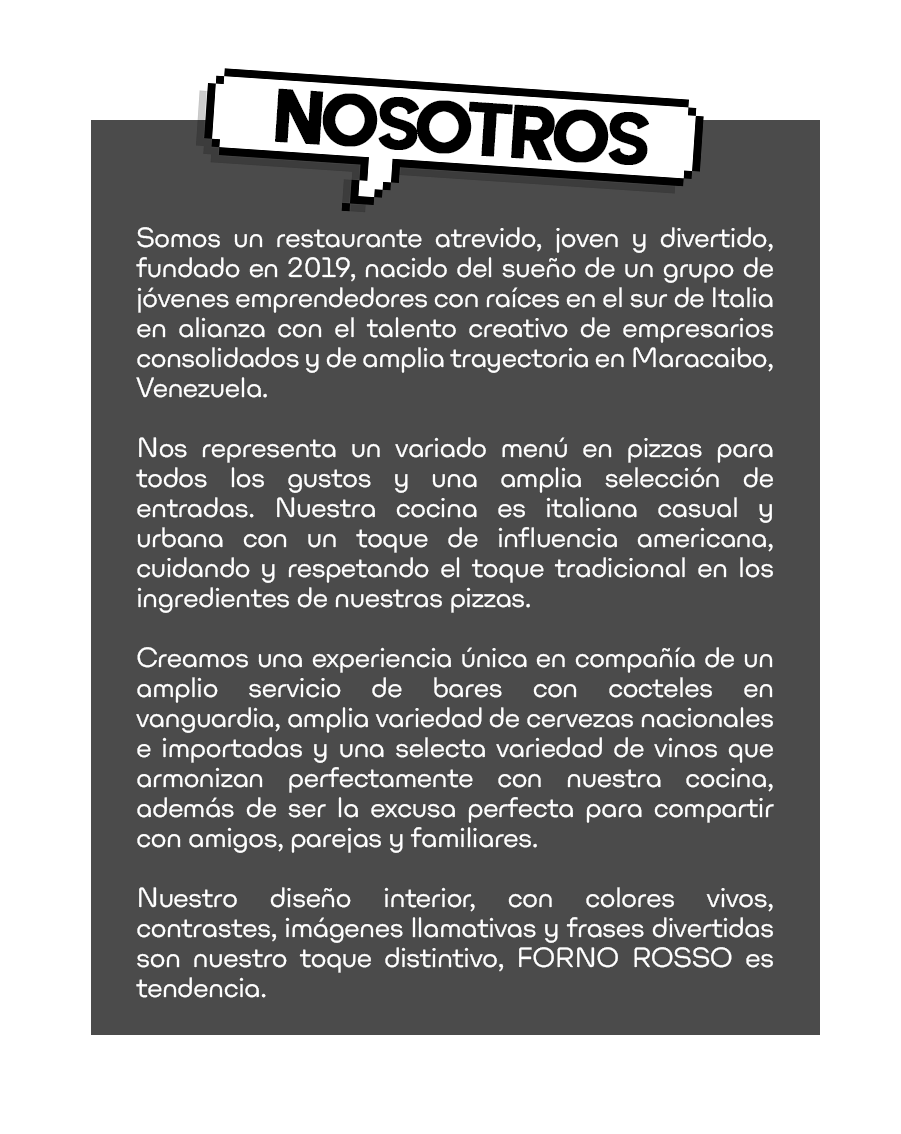 NOSOTROS
Somos un restaurante atrevido, joven y divertido,
fundado en 2019, nacido del sueño de un grupo de
jóvenes emprendedores con raíces en el sur de Italia
en alianza con el talento creativo de empresarios
consolidados y de amplia trayectoria en Maracaibo,
Venezuela.
Nos representa un variado menú en pizzas para
todos los gustos y una amplia selección de
entradas. Nuestra cocina es italiana casual y
urbana con un toque de influencia americana,
cuidando y respetando el toque tradicional en los
ingredientes de nuestras pizzas.
Creamos una experiencia única en compañía de un
amplio servicio de bares con cocteles en
vanguardia, amplia variedad de cervezas nacionales
e importadas y una selecta variedad de vinos que
armonizan perfectamente con nuestra cocina,
además de ser la excusa perfecta para compartir
con amigos, parejas y familiares.
Nuestro diseño interior, con colores vivos,
contrastes, imágenes llamativas y frases divertidas
son nuestro toque distintivo, FORNO ROSSO es
tendencia.